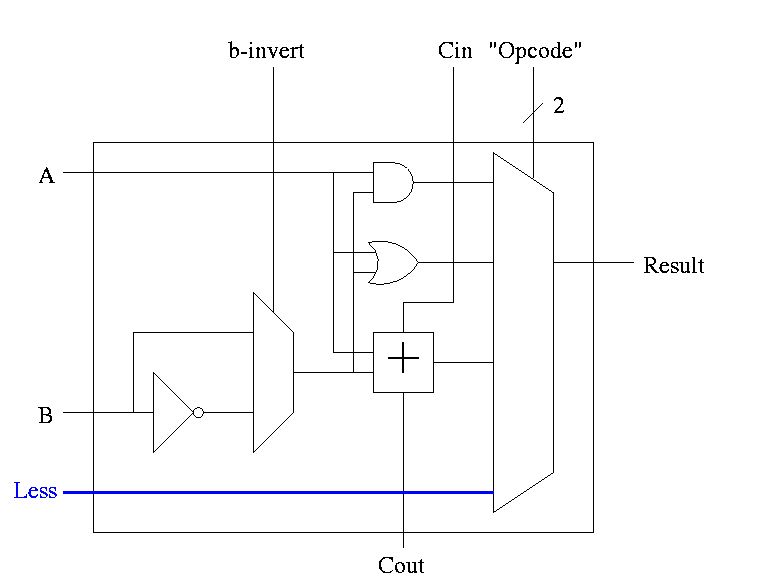 b-invert
Cin "Opcode"
2
A
Result
B
Less
Cout